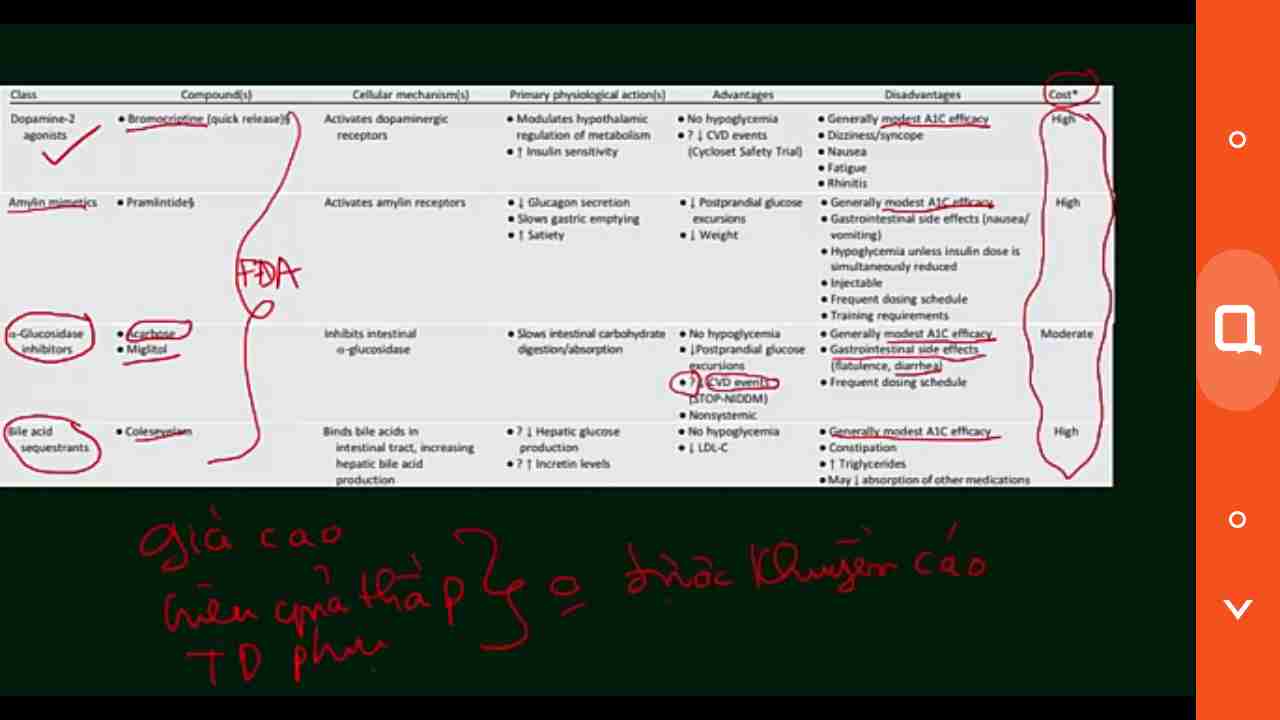 Class Compound(s) Cellular mechanism(s) Primary physiological action(s) Advantages Disadvantages Cost*
Dopamine-2 • Bromocriptine (quick release)§ Activates dopaminergic • Modulates hypothalamic • No hypoglycemia • Generally modest A1C efficacy High
agonists receptors regulation of metabolism • ? ↓ CVD events • Dizziness/syncope
• ↑ Insulin sensitivity (Cycloset Safety Trial) • Nausea
• Fatigue
• Rhinitis
Amylin mimetics • Pramlintide§ Activates amylin receptors • ↓ Glucagon secretion • ↓ Postprandial glucose • Generally modest A1C efficacy High
• Slows gastric emptying excursions • Gastrointestinal side effects (nausea/
• ↑ Satiety • ↓ Weight vomiting)
• Hypoglycemia unless insulin dose is
simultaneously reduced
FDA
• Injectable
• Frequent dosing schedule
• Training requirements
α-Glucosidase • Acarbose Inhibits intestinal • Slows intestinal carbohydrate • No hypoglycemia • Generally modest A1C efficacy Moderate
inhibitors • Miglitol α-glucosidase digestion/absorption • ↓Postprandial glucose • Gastrointestinal side effects
excursions (flatulence, diarrhea)
• ? ↓ CVD events • Frequent dosing schedule
(STOP-NIDDM)
• Nonsystemic
Bile acid • Colesevelam Binds bile acids in • ? ↓ Hepatic glucose • No hypoglycemia • Generally modest A1C efficacy High
sequestrants intestinal tract, increasing production • ↓ LDL-C • Constipation
hepatic bile acid • ? ↑ Incretin levels • ↑ Triglycerides
production • May ↓ absorption of other medications
giá cao
hiệu quả thấp o được khuyến cáo
TD phụ